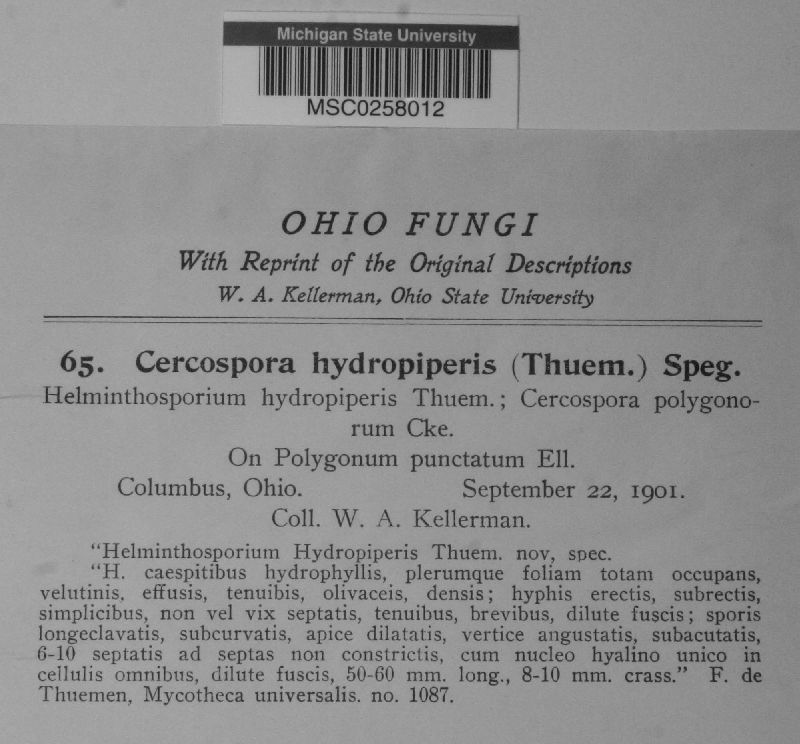 Michigan State University
MSC0258012
OHIO FUNGI
With Reprint of the Original Descriptions
W. A. Kellerman, Ohio State University
65. Cercospora hydropiperis (Thuem.) Speg.
Helminthosporium hydropiperis Thuem.; Cercospora polygono-
rum Cke.
On Polygonum punctatum Ell.
Columbus, Ohio. September 22, 1901.
Coll. W. A. Kellerman.
"Helminthosporium Hydropiperis Thuem. nov, spec.
"H. caespitibus hydrophyllis, plerumque foliam totam occupans,
velutinis, effusis, tenuibis, olivaceis, densis; hyphis erectis, subrectis,
simplicibus, non vel vix septatis, tenuibus, brevibus, dilute fuscis; sporis
longeclavatis, subcurvatis, apice dilatatis, vertice angustatis, subacutatis,
6-10 septatis ad septas non constrictis, cum nucleo hyalino unico in
cellulis omnibus, dilute fuscis, 50-60 mm. long., 8-10 mm. crass." F. de
Thuemen, Mycotheca universalis. no. 1087.